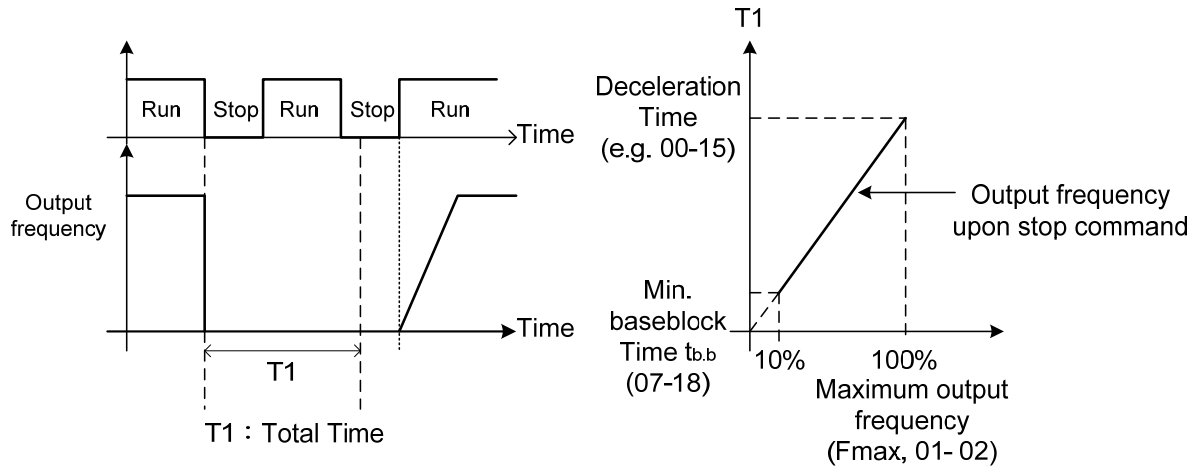 Run
Stop
Run
Stop
Run
Time
Output
frequency
Time
T1
T1 : Total Time
T1
Deceleration
Time
(e.g. 00-15)
Output frequency
upon stop command
Min.
baseblock
Time tb.b
(07-18)
10%
100%
Maximum output
frequency
(Fmax, 01- 02)